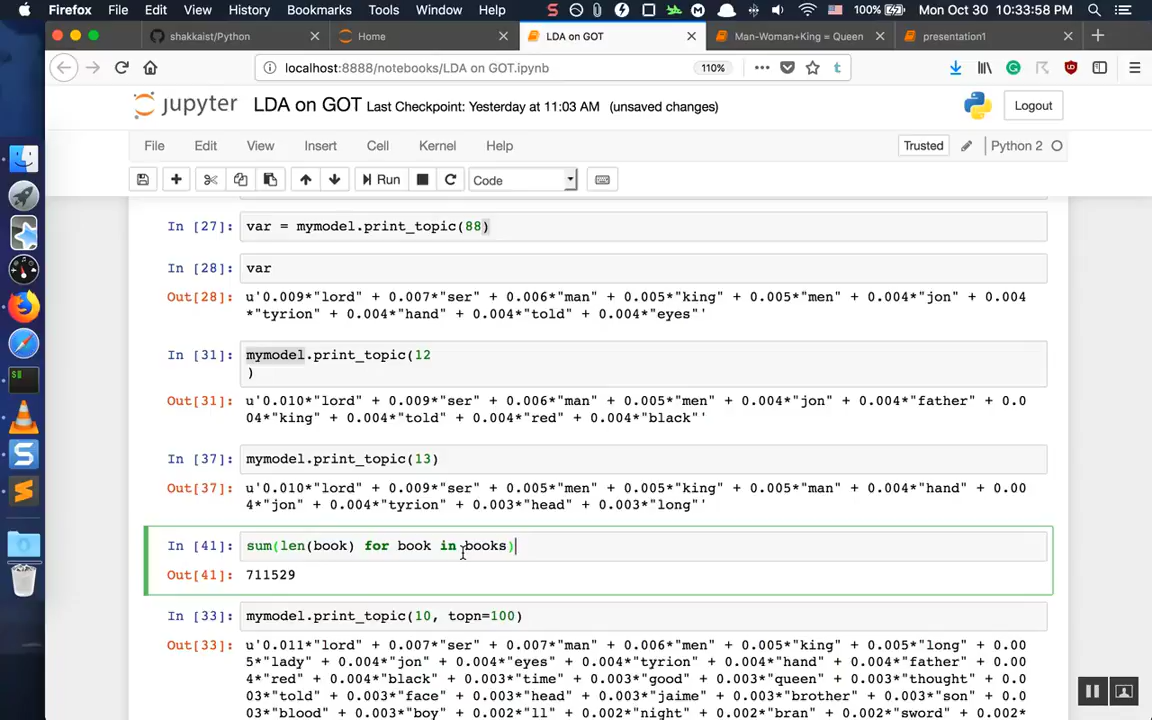 Firefox File Edit View History Bookmarks Tools Window Help 100% Mon Oct 30 10:33:58 PM
shakkaist/Python Home LDA on GOT Man-Woman+King = Queen presentation1
localhost:8888/notebooks/LDA on GOT.ipynb 110%
jupyter LDA on GOT Last Checkpoint: Yesterday at 11:03 AM (unsaved changes) Logout
File Edit View Insert Cell Kernel Help Trusted Python 2
Run Code
In [27]: var = mymodel.print_topic(88)
In [28]: var
Out[28]: u'0.009*"lord" + 0.007*"ser" + 0.006*"man" + 0.005*"king" + 0.005*"men" + 0.004*"jon" + 0.004
*"tyrion" + 0.004*"hand" + 0.004*"told" + 0.004*"eyes"'
In [31]: mymodel.print_topic(12
)
Out[31]: u'0.010*"lord" + 0.009*"ser" + 0.006*"man" + 0.005*"men" + 0.004*"jon" + 0.004*"father" + 0.0
04*"king" + 0.004*"told" + 0.004*"red" + 0.004*"black"'
In [37]: mymodel.print_topic(13)
Out[37]: u'0.010*"lord" + 0.009*"ser" + 0.005*"men" + 0.005*"king" + 0.005*"man" + 0.004*"hand" + 0.00
4*"jon" + 0.004*"tyrion" + 0.003*"head" + 0.003*"long"'
In [41]: sum(len(book) for book in books)
Out[41]: 711529
In [33]: mymodel.print_topic(10, topn=100)
Out[33]: u'0.011*"lord" + 0.007*"ser" + 0.007*"man" + 0.006*"men" + 0.005*"king" + 0.005*"long" + 0.00
5*"lady" + 0.004*"jon" + 0.004*"eyes" + 0.004*"tyrion" + 0.004*"hand" + 0.004*"father" + 0.00
4*"red" + 0.004*"black" + 0.003*"time" + 0.003*"good" + 0.003*"queen" + 0.003*"thought" + 0.0
03*"told" + 0.003*"face" + 0.003*"head" + 0.003*"jaime" + 0.003*"brother" + 0.003*"son" + 0.0
03*"blood" + 0.003*"boy" + 0.002*"ll" + 0.002*"night" + 0.002*"bran" + 0.002*"sword" + 0.002*